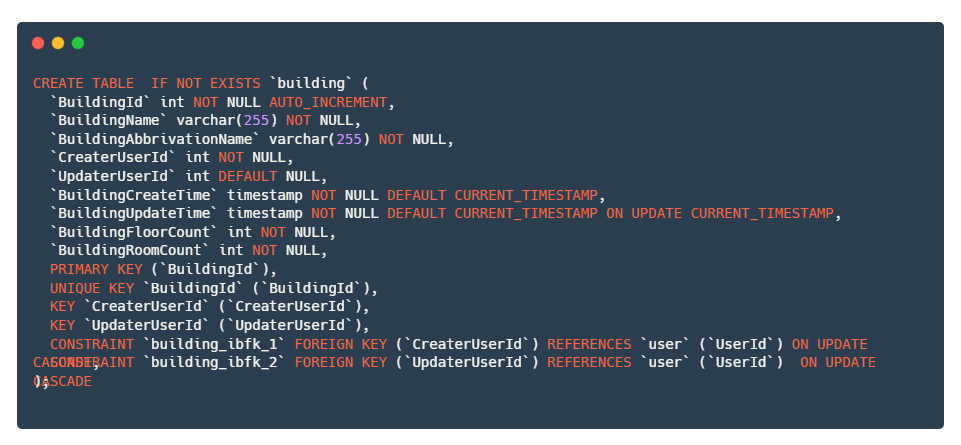 CREATE TABLE  IF NOT EXISTS `building` (
  `BuildingId` int NOT NULL AUTO_INCREMENT,
  `BuildingName` varchar(255) NOT NULL,
  `BuildingAbbrivationName` varchar(255) NOT NULL,
  `CreaterUserId` int NOT NULL,
  `UpdaterUserId` int DEFAULT NULL,
  `BuildingCreateTime` timestamp NOT NULL DEFAULT CURRENT_TIMESTAMP,
  `BuildingUpdateTime` timestamp NOT NULL DEFAULT CURRENT_TIMESTAMP ON UPDATE CURRENT_TIMESTAMP,
  `BuildingFloorCount` int NOT NULL,
  `BuildingRoomCount` int NOT NULL,
  PRIMARY KEY (`BuildingId`),
  UNIQUE KEY `BuildingId` (`BuildingId`),
  KEY `CreaterUserId` (`CreaterUserId`),
  KEY `UpdaterUserId` (`UpdaterUserId`),
  CONSTRAINT `building_ibfk_1` FOREIGN KEY (`CreaterUserId`) REFERENCES `user` (`UserId`) ON UPDATE
CASCADE,
  CONSTRAINT `building_ibfk_2` FOREIGN KEY (`UpdaterUserId`) REFERENCES `user` (`UserId`)  ON UPDATE
CASCADE
);